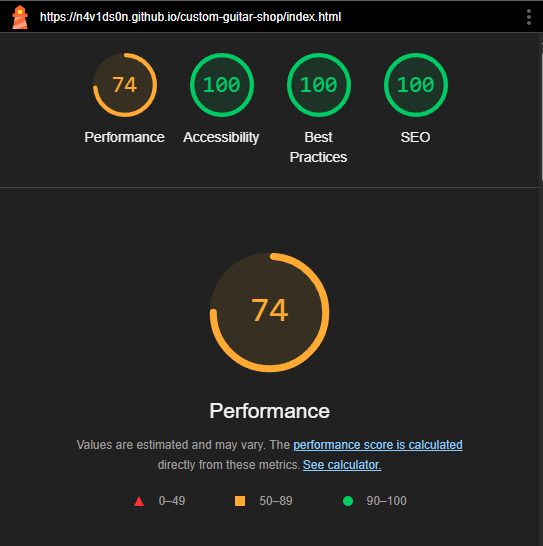 https://n4v1ds0n.github.io/custom-guitar-shop/index.html
74
100
100
100
Performance
Accessibility
Best
Practices
SEO
74
Performance
Values are estimated and may vary. The performance score is calculated
directly from these metrics. See calculator.
0–49
50–89
90–100